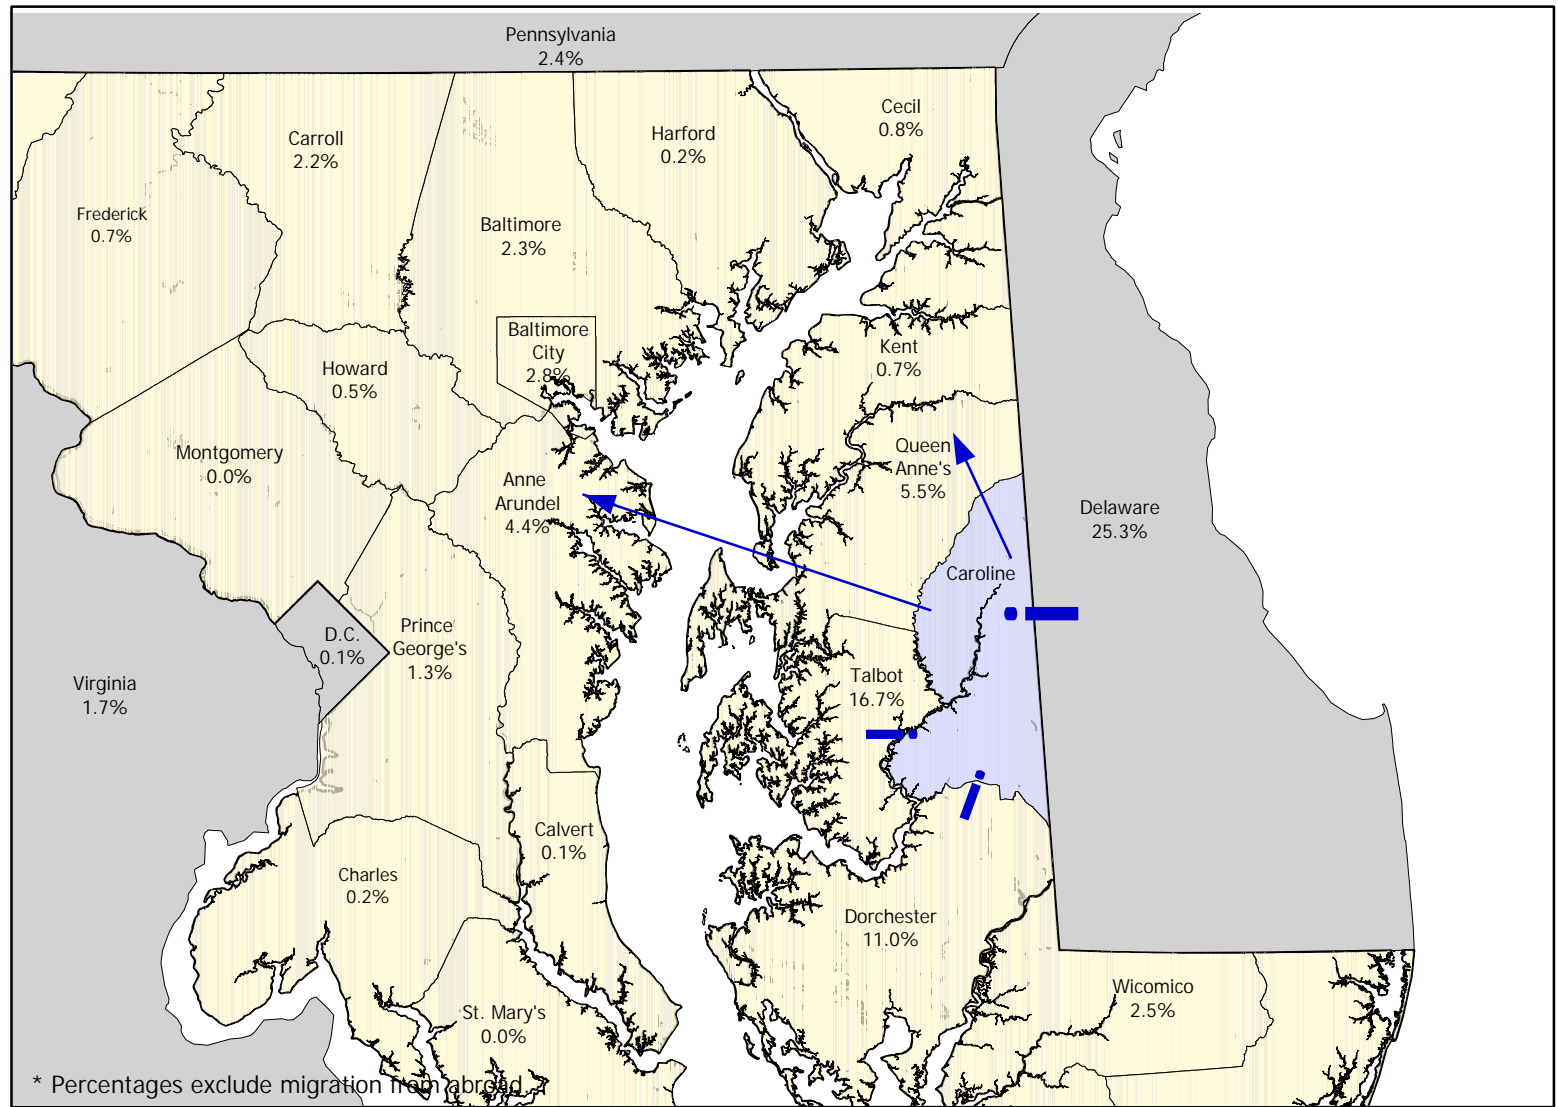 Pennsylvania
2.4%
Cecil
0.8%
Harford
0.2%
Carroll
2.2%
Frederick
0.7%
Baltimore
2.3%
Baltimore
City
2.8%
Kent
0.7%
Howard
0.5%
Montgomery
0.0%
Queen
Anne's
5.5%
Anne
Arundel
4.4%
Delaware
25.3%
Caroline
D.C.
0.1%
Prince
George's
1.3%
Virginia
1.7%
Talbot
16.7%
Calvert
0.1%
Charles
0.2%
Dorchester
11.0%
Wicomico
2.5%
St. Mary's
0.0%
* Percentages exclude migration from abroad.